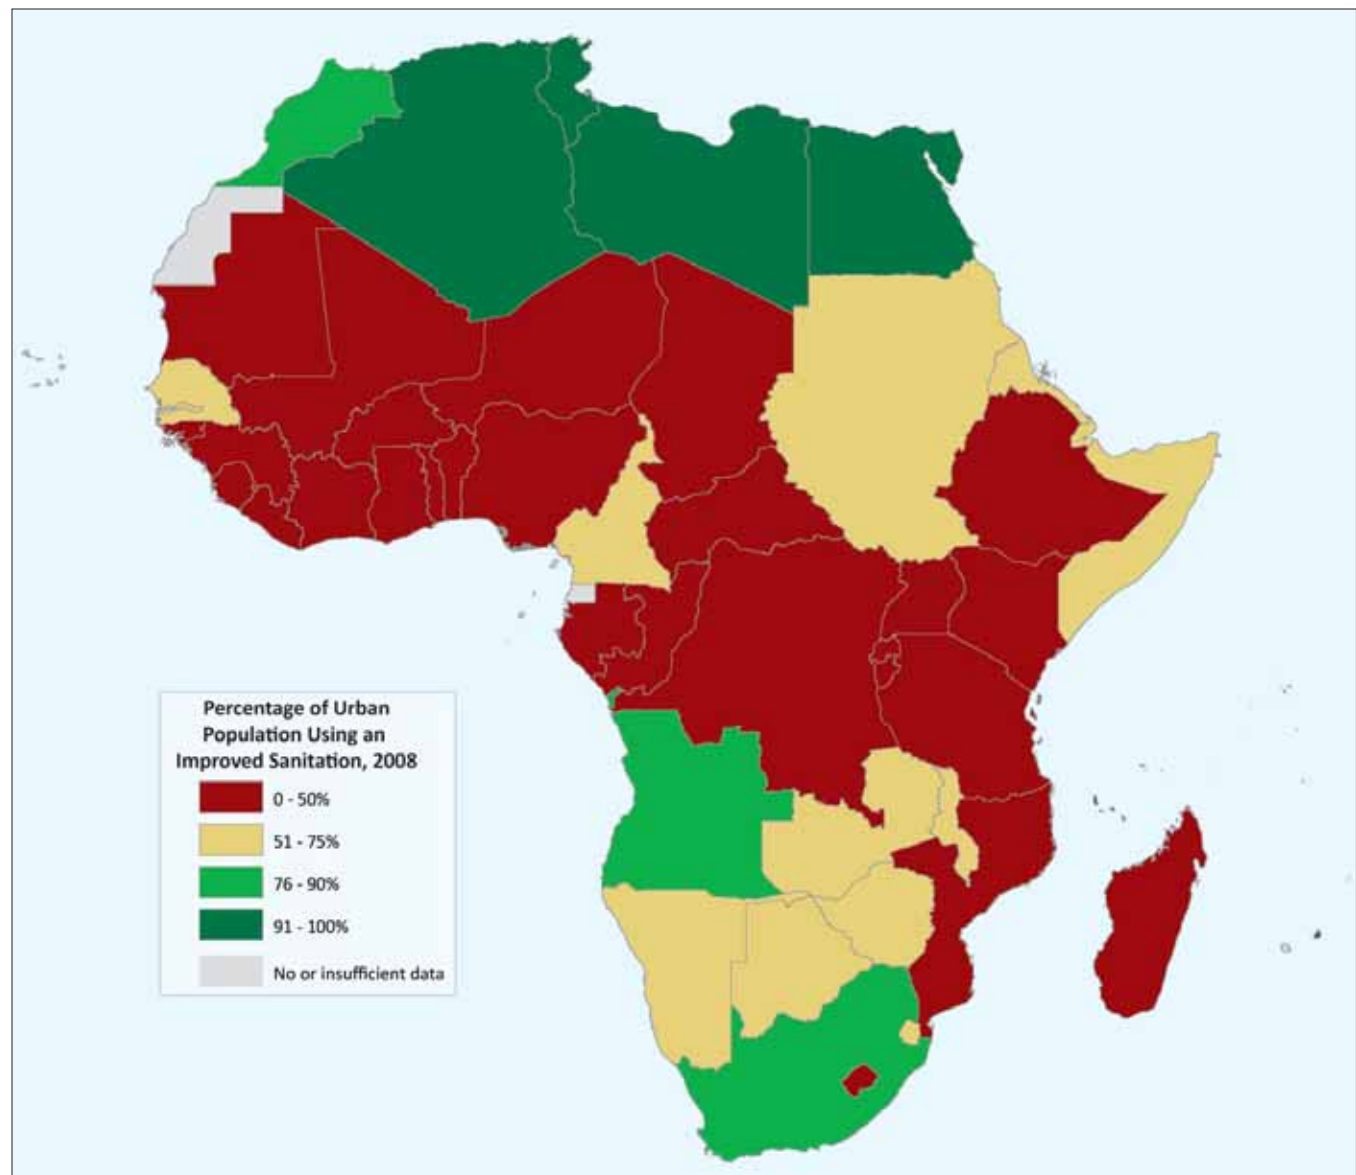 Percentage of Urban
Population Using an
Improved Sanitation, 2008
0 - 50%
51 - 75%
76 - 90%
91 - 100%
No or insufficient data